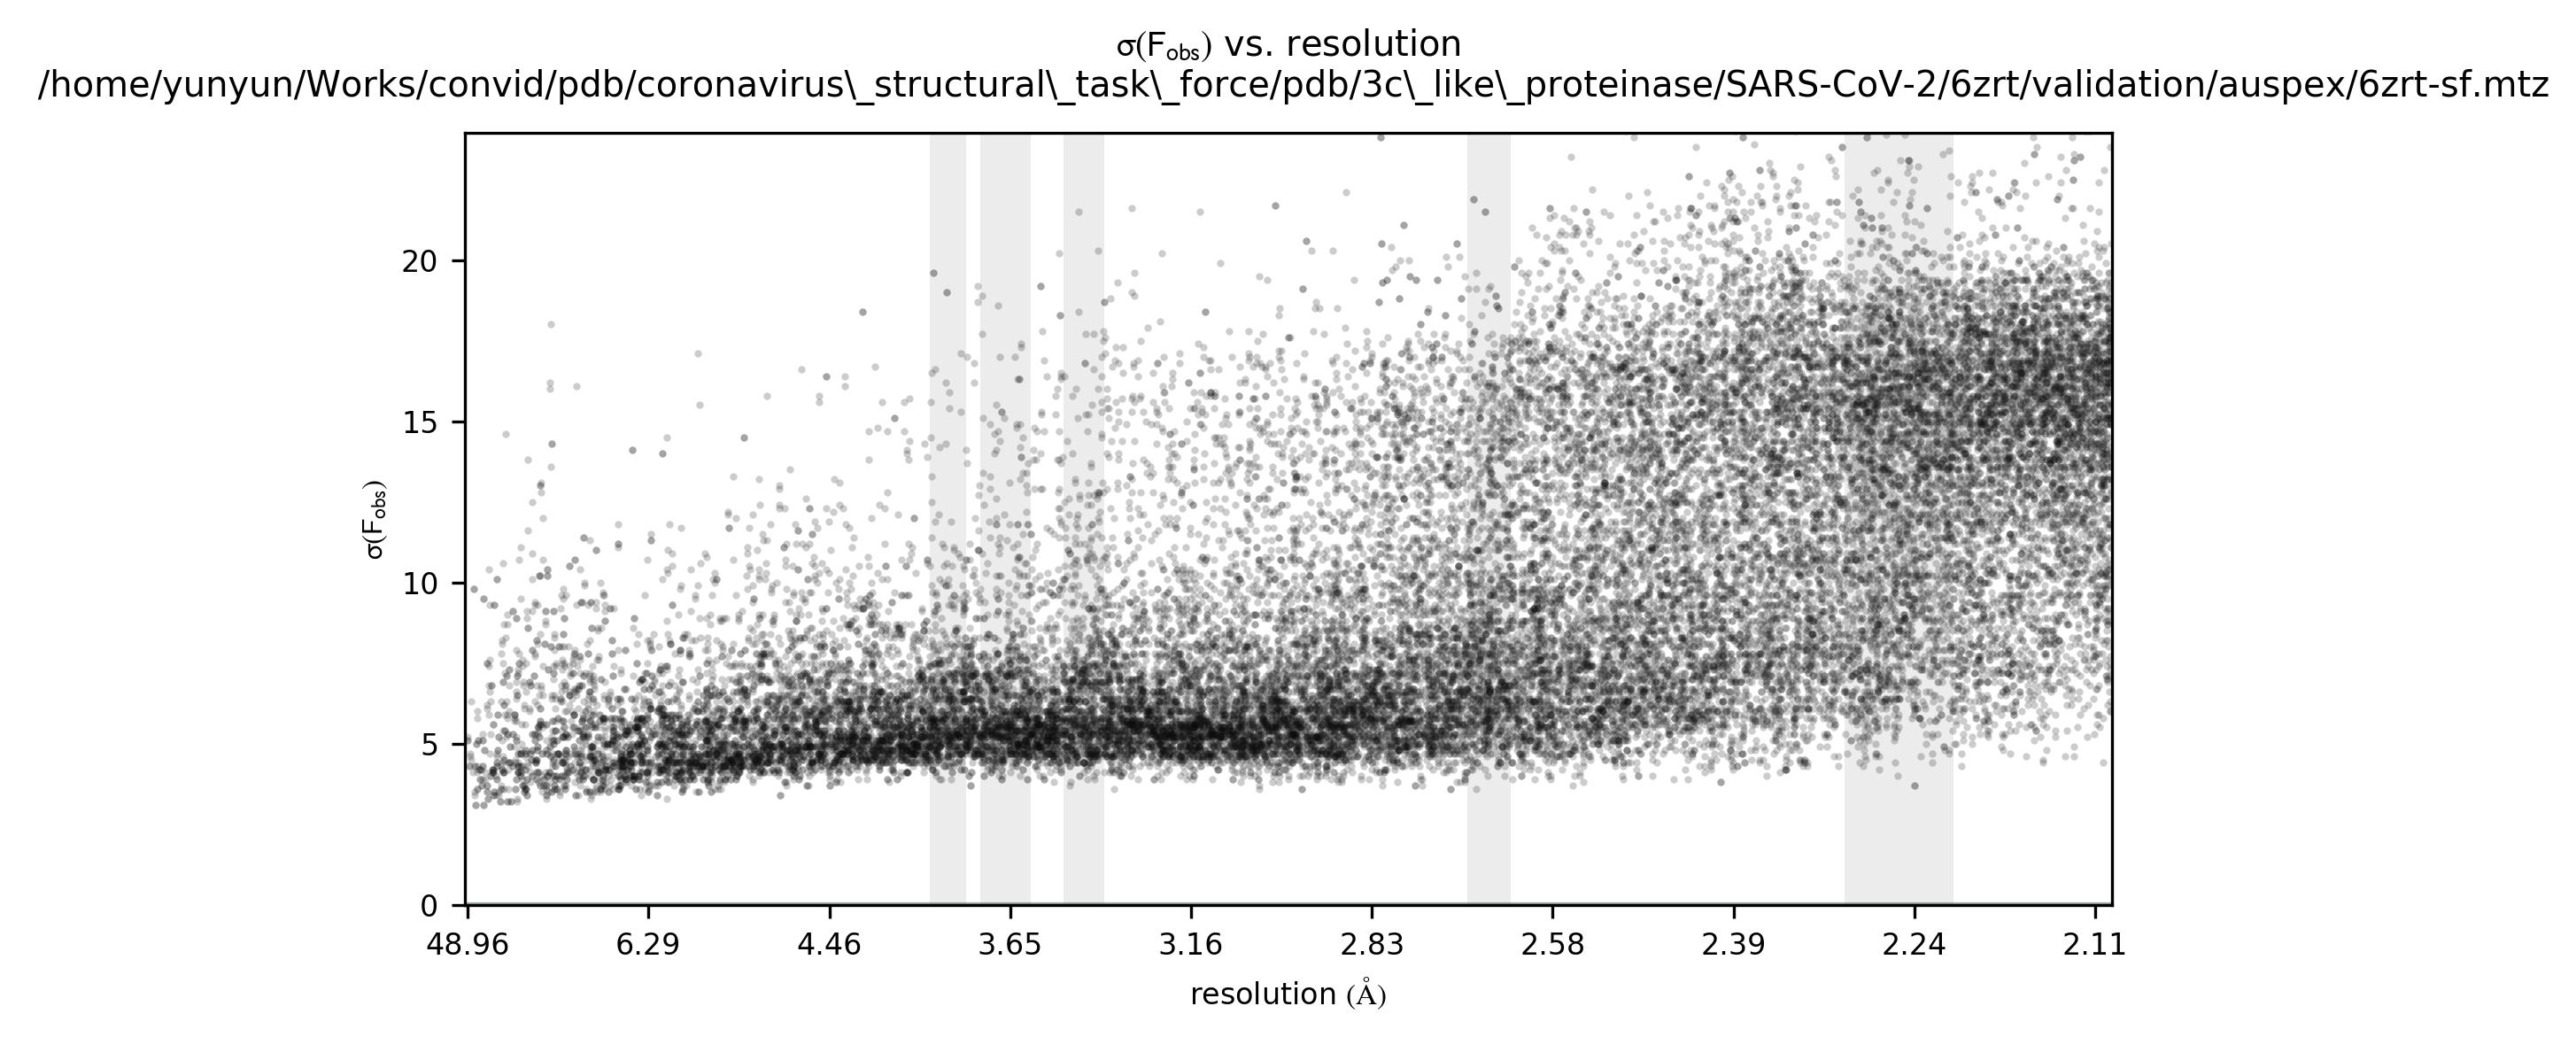 σ(Fobs) vs. resolution
/home/yunyun/Works/convid/pdb/coronavirus\_structural\_task\_force/pdb/3c\_like\_proteinase/SARS-CoV-2/6zrt/validation/auspex/6zrt-sf.mtz
20
15
10
5
0
σ(Fobs)
48.96 6.29 4.46 3.65 3.16 2.83 2.58 2.39 2.24 2.11
resolution (Å)